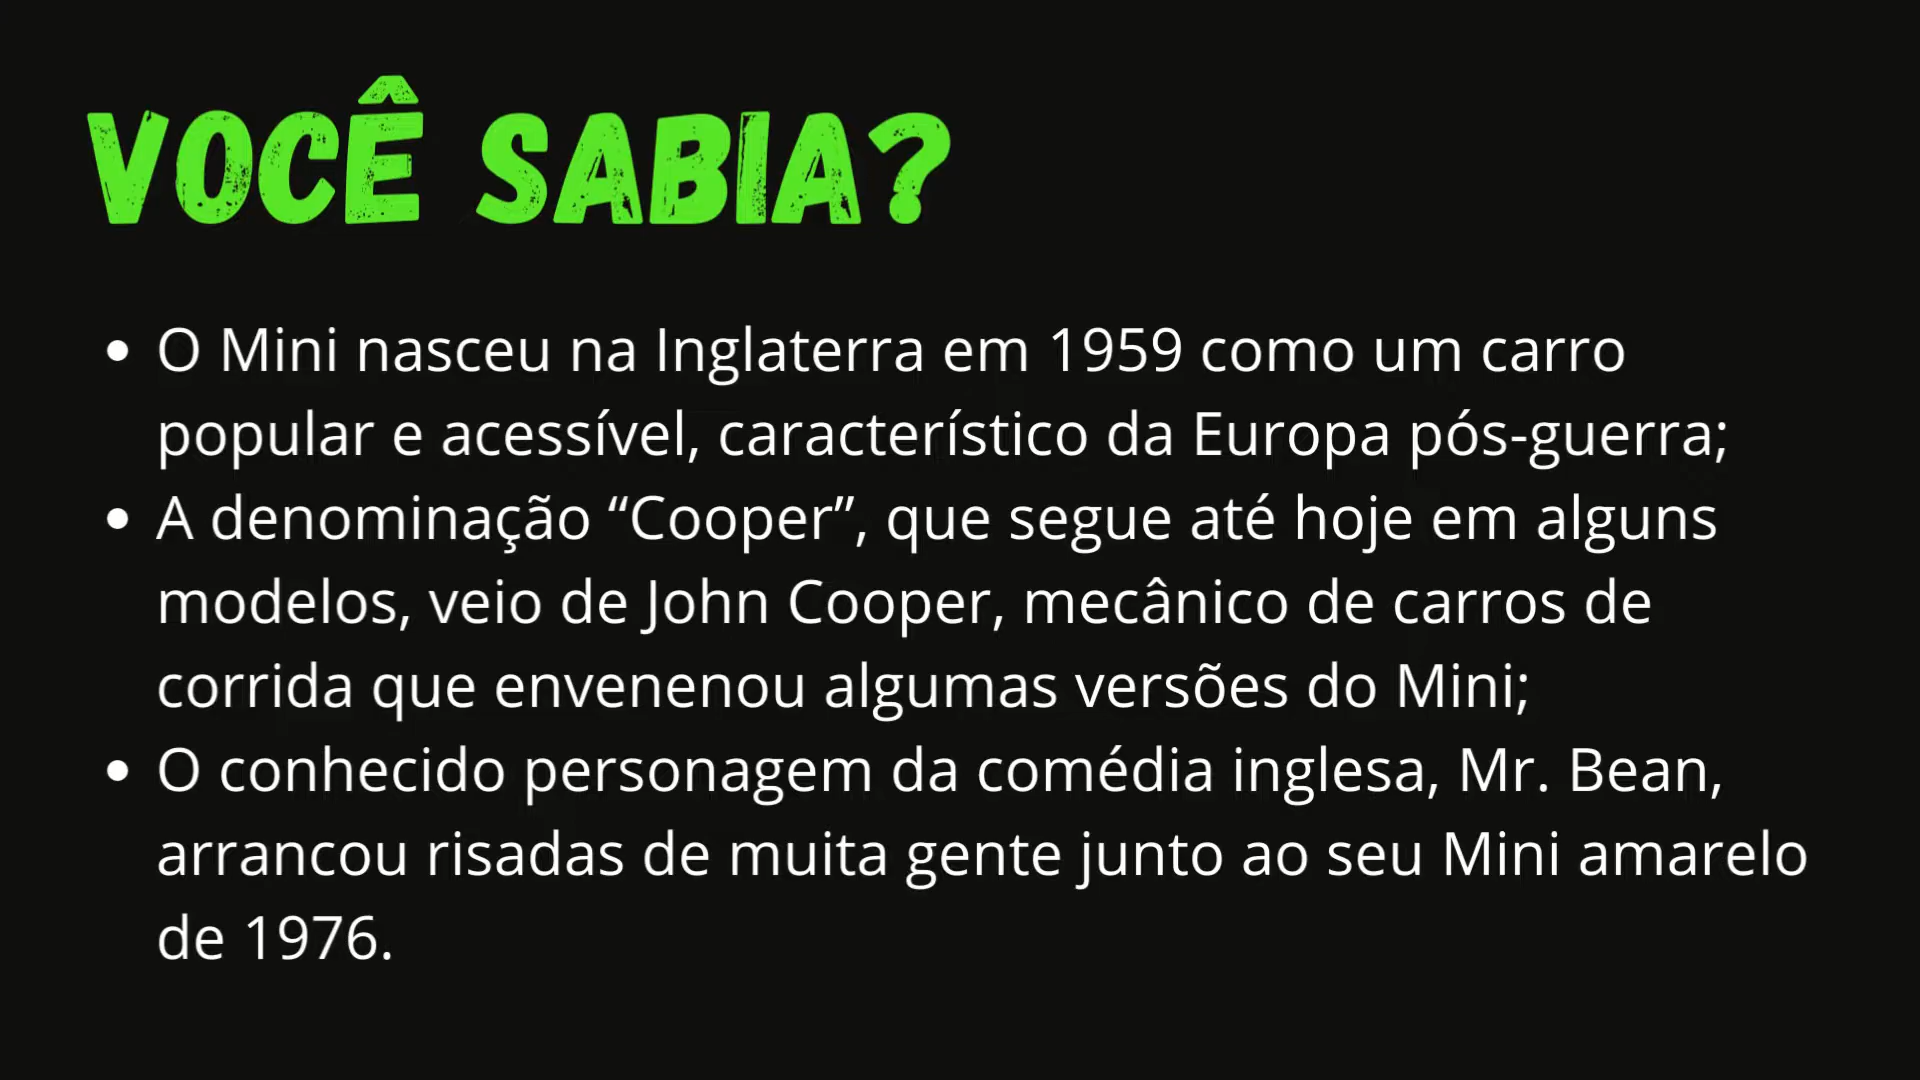 VOCÊ SABIA?
• O Mini nasceu na Inglaterra em 1959 como um carro
popular e acessível, característico da Europa pós-guerra;
• A denominação “Cooper”, que segue até hoje em alguns
modelos, veio de John Cooper, mecânico de carros de
corrida que envenenou algumas versões do Mini;
• O conhecido personagem da comédia inglesa, Mr. Bean,
arrancou risadas de muita gente junto ao seu Mini amarelo
de 1976.